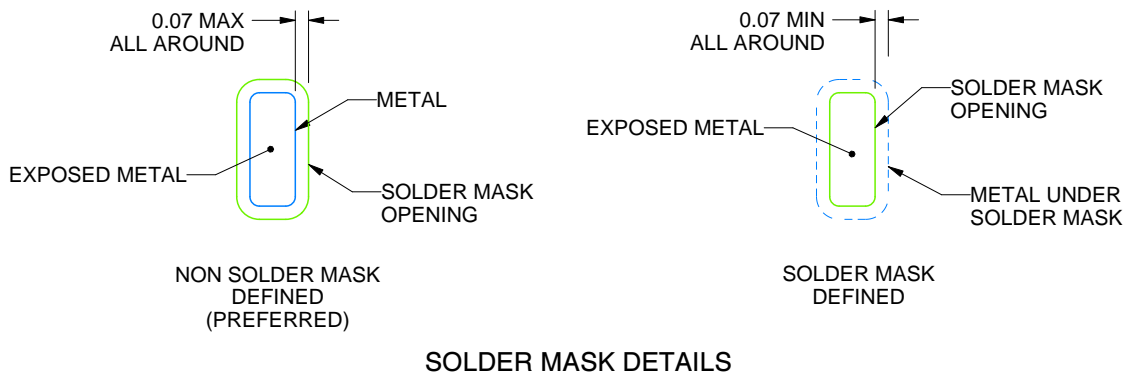 0.07 MAX
ALL AROUND
METAL
EXPOSED METAL
SOLDER MASK
OPENING
NON SOLDER MASK
DEFINED
(PREFERRED)
0.07 MIN
ALL AROUND
SOLDER MASK
OPENING
EXPOSED METAL
METAL UNDER
SOLDER MASK
SOLDER MASK
DEFINED
SOLDER MASK DETAILS